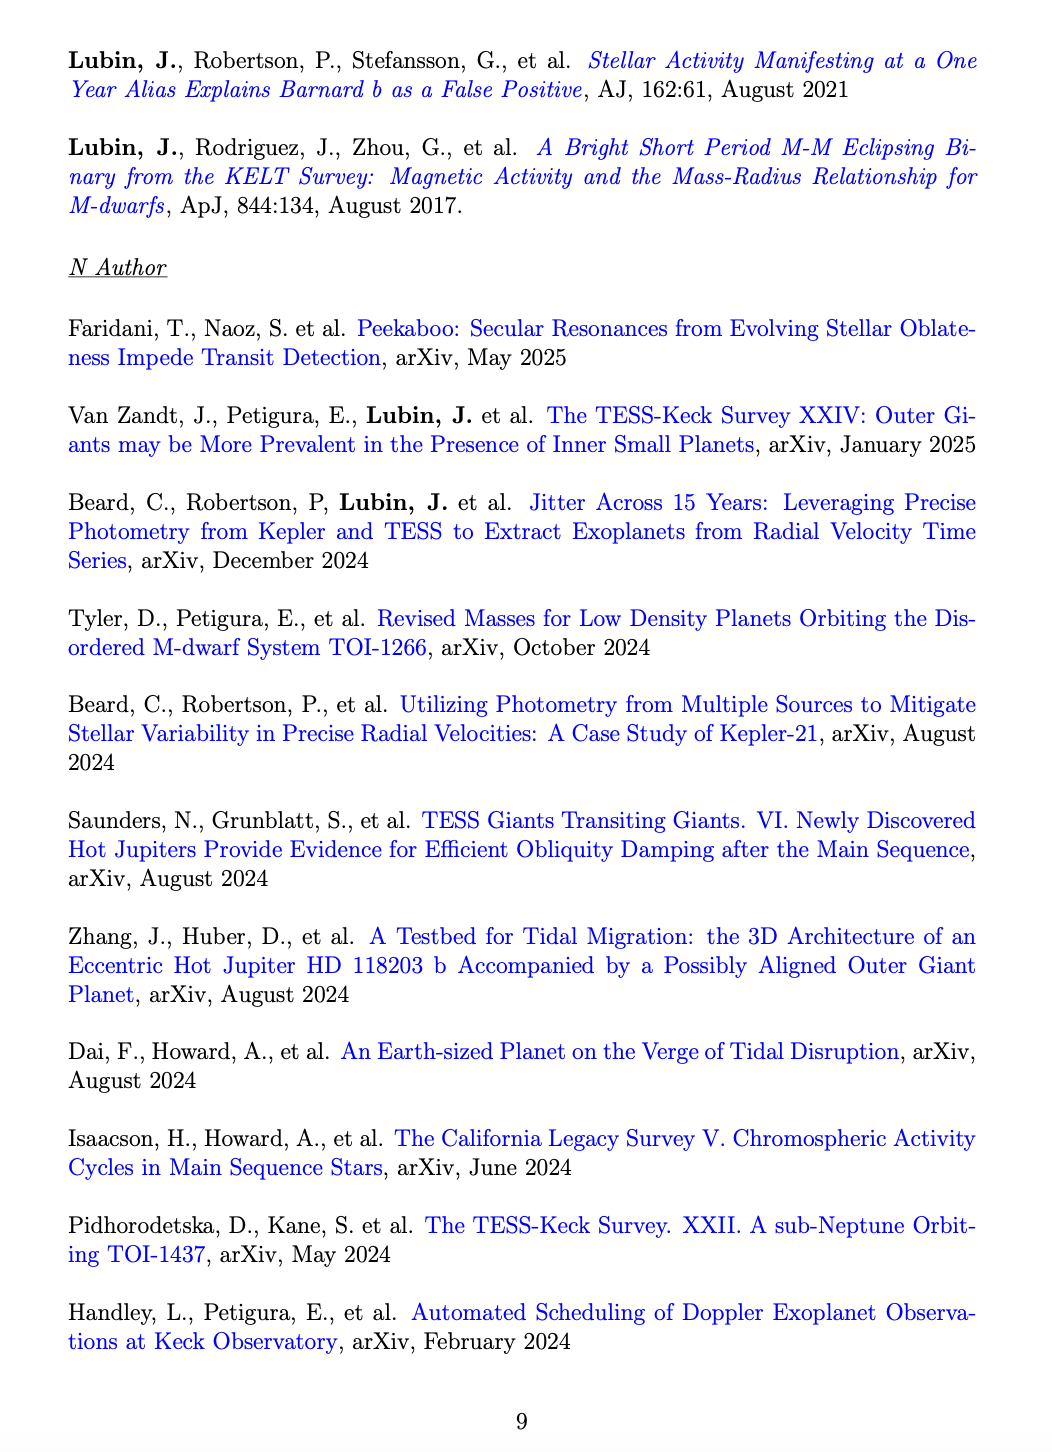 Lubin, J., Robertson, P., Stefansson, G., et al. Stellar Activity Manifesting at a One
Year Alias Explains Barnard b as a False Positive, AJ, 162:61, August 2021
Lubin, J., Rodriguez, J., Zhou, G., et al. A Bright Short Period M-M Eclipsing Bi-
nary from the KELT Survey: Magnetic Activity and the Mass-Radius Relationship for
M-dwarfs, ApJ, 844:134, August 2017.
N Author
Faridani, T., Naoz, S. et al. Peekaboo: Secular Resonances from Evolving Stellar Oblate-
ness Impede Transit Detection, arXiv, May 2025
Van Zandt, J., Petigura, E., Lubin, J. et al. The TESS-Keck Survey XXIV: Outer Gi-
ants may be More Prevalent in the Presence of Inner Small Planets, arXiv, January 2025
Beard, C., Robertson, P, Lubin, J. et al. Jitter Across 15 Years: Leveraging Precise
Photometry from Kepler and TESS to Extract Exoplanets from Radial Velocity Time
Series, arXiv, December 2024
Tyler, D., Petigura, E., et al. Revised Masses for Low Density Planets Orbiting the Dis-
ordered M-dwarf System TOI-1266, arXiv, October 2024
Beard, C., Robertson, P., et al. Utilizing Photometry from Multiple Sources to Mitigate
Stellar Variability in Precise Radial Velocities: A Case Study of Kepler-21, arXiv, August
2024
Saunders, N., Grunblatt, S., et al. TESS Giants Transiting Giants. VI. Newly Discovered
Hot Jupiters Provide Evidence for Efficient Obliquity Damping after the Main Sequence,
arXiv, August 2024
Zhang, J., Huber, D., et al. A Testbed for Tidal Migration: the 3D Architecture of an
Eccentric Hot Jupiter HD 118203 b Accompanied by a Possibly Aligned Outer Giant
Planet, arXiv, August 2024
Dai, F., Howard, A., et al. An Earth-sized Planet on the Verge of Tidal Disruption, arXiv,
August 2024
Isaacson, H., Howard, A., et al. The California Legacy Survey V. Chromospheric Activity
Cycles in Main Sequence Stars, arXiv, June 2024
Pidhorodetska, D., Kane, S. et al. The TESS-Keck Survey. XXII. A sub-Neptune Orbit-
ing TOI-1437, arXiv, May 2024
Handley, L., Petigura, E., et al. Automated Scheduling of Doppler Exoplanet Observa-
tions at Keck Observatory, arXiv, February 2024
9